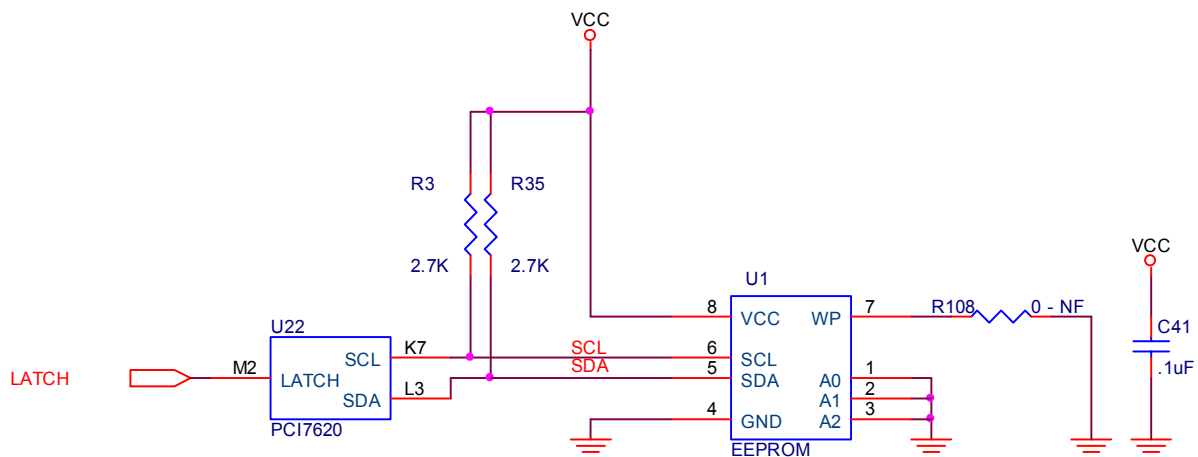 VCC
R3
R35
VCC
2.7K
2.7K
U1
8
VCC
WP
7
R108
0 - NF
U22
C41
SCL
K7
SCL
6
SCL
.1uF
LATCH
M2
LATCH
SDA
5
SDA
A0
1
SDA
L3
A1
2
4
GND
A2
3
PCI7620
EEPROM